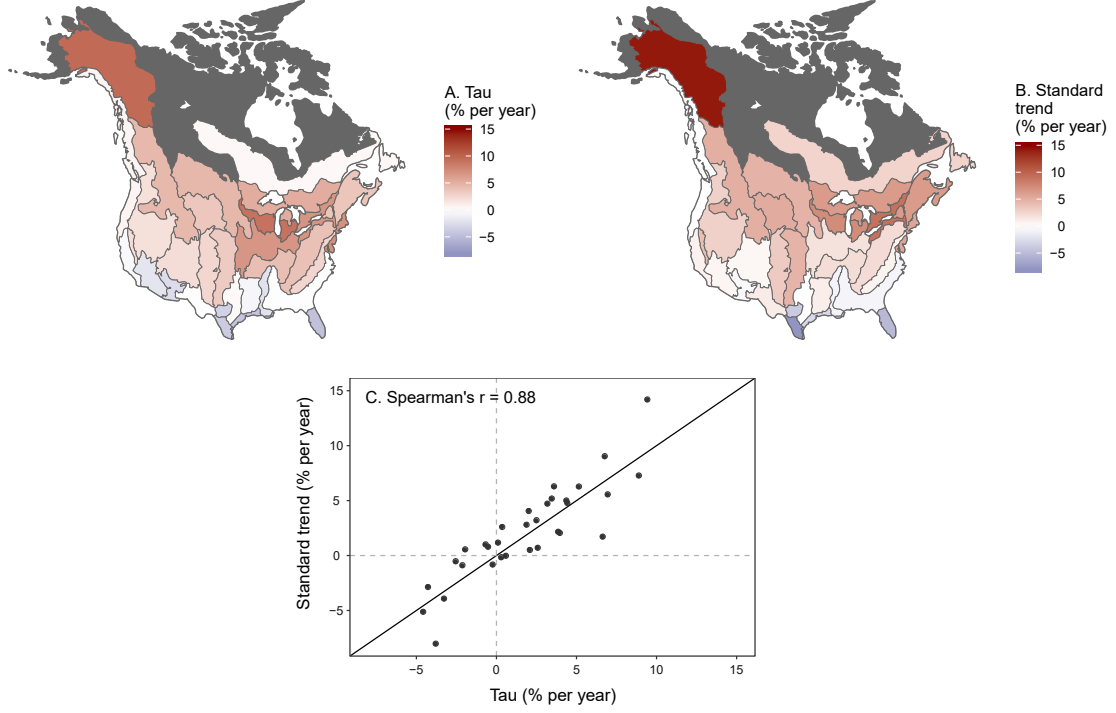 A. Tau
(% per year)
15
10
5
0
−5
B. Standard
trend
(% per year)
15
10
5
0
−5
C. Spearman's r = 0.88
Standard trend (% per year)
15
10
5
0
−5
−5
0
5
10
15
Tau (% per year)